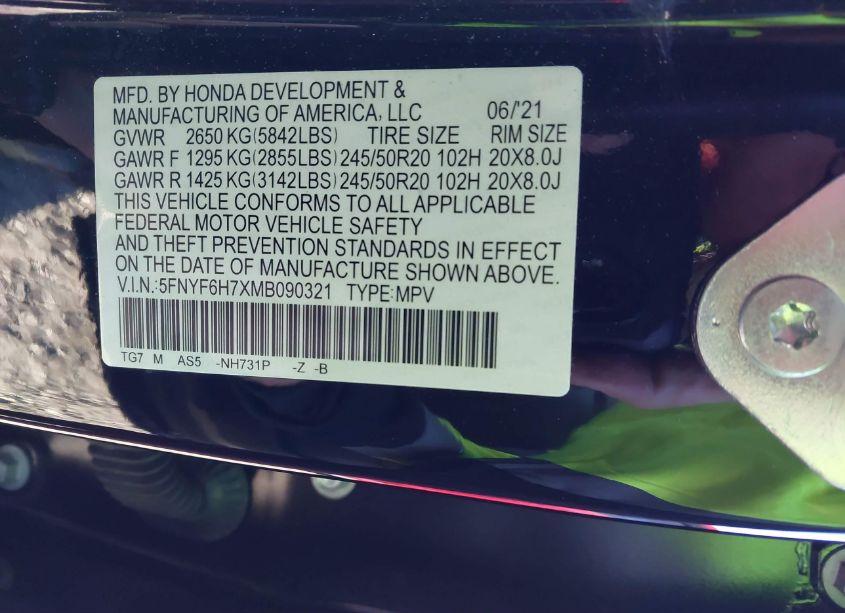 MFD. BY HONDA DEVELOPMENT &
MANUFACTURING OF AMERICA, LLC 06/'21
GVWR 2650 KG(5842LBS) TIRE SIZE RIM SIZE
GAWR F 1295 KG(2855LBS) 245/50R20 102H 20X8.0J
GAWR R 1425 KG(3142LBS) 245/50R20 102H 20X8.0J
THIS VEHICLE CONFORMS TO ALL APPLICABLE
FEDERAL MOTOR VEHICLE SAFETY
AND THEFT PREVENTION STANDARDS IN EFFECT
ON THE DATE OF MANUFACTURE SHOWN ABOVE.
V.I.N.:5FNYF6H7XMB090321 TYPE:MPV
TG7 M AS5 -NH731P -Z -B